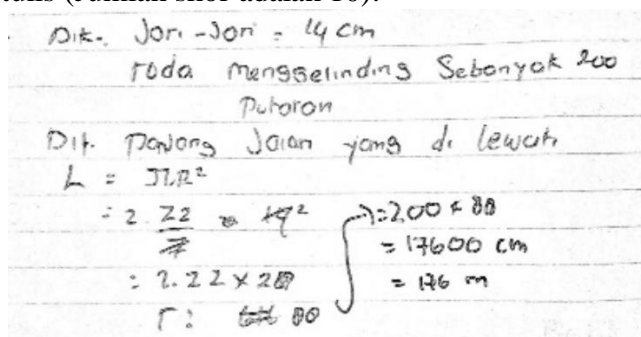 Dik. Jari-Jari = 14 cm
roda menggelinding Sebanyak 200
Putaran
Dit. Panjang Jalan yang di lewati
L = π R²
= 2 22/7 14²
= 2.22 x 28
r : 88
= 200 x 88
= 17600 cm
= 176 m